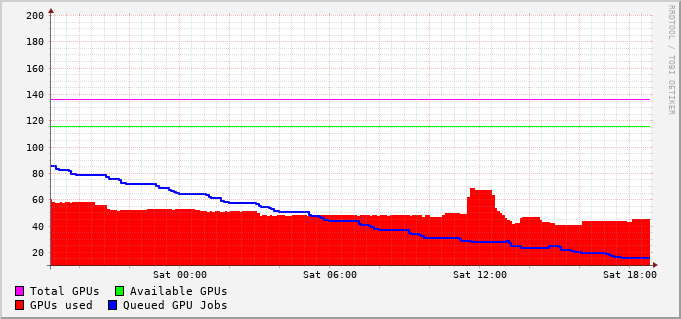 200
180
160
140
120
100
80
60
40
20
Sat 00:00 Sat 06:00 Sat 12:00 Sat 18:00
Total GPUs Available GPUs
GPUs used Queued GPU Jobs
RRDTOOL / TOBI OETIKER